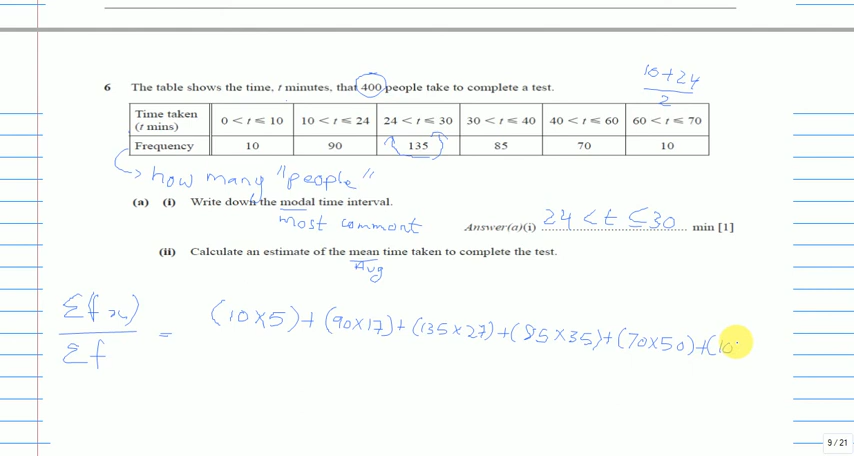 6 The table shows the time, t minutes, that 400 people take to complete a test.
10+24
2
Time taken (t mins) 0 < t ≤ 10 10 < t ≤ 24 24 < t ≤ 30 30 < t ≤ 40 40 < t ≤ 60 60 < t ≤ 70
Frequency 10 90 135 85 70 10
how many "people"
(a) (i) Write down the modal time interval.
most commont
Answer(a)(i) 24 < t ≤ 30 min [1]
(ii) Calculate an estimate of the mean time taken to complete the test.
Avg
Σ(fx)
Σf
= (10×5)+(90×17)+(135×27)+(85×35)+(70×50)+(10
9 / 21